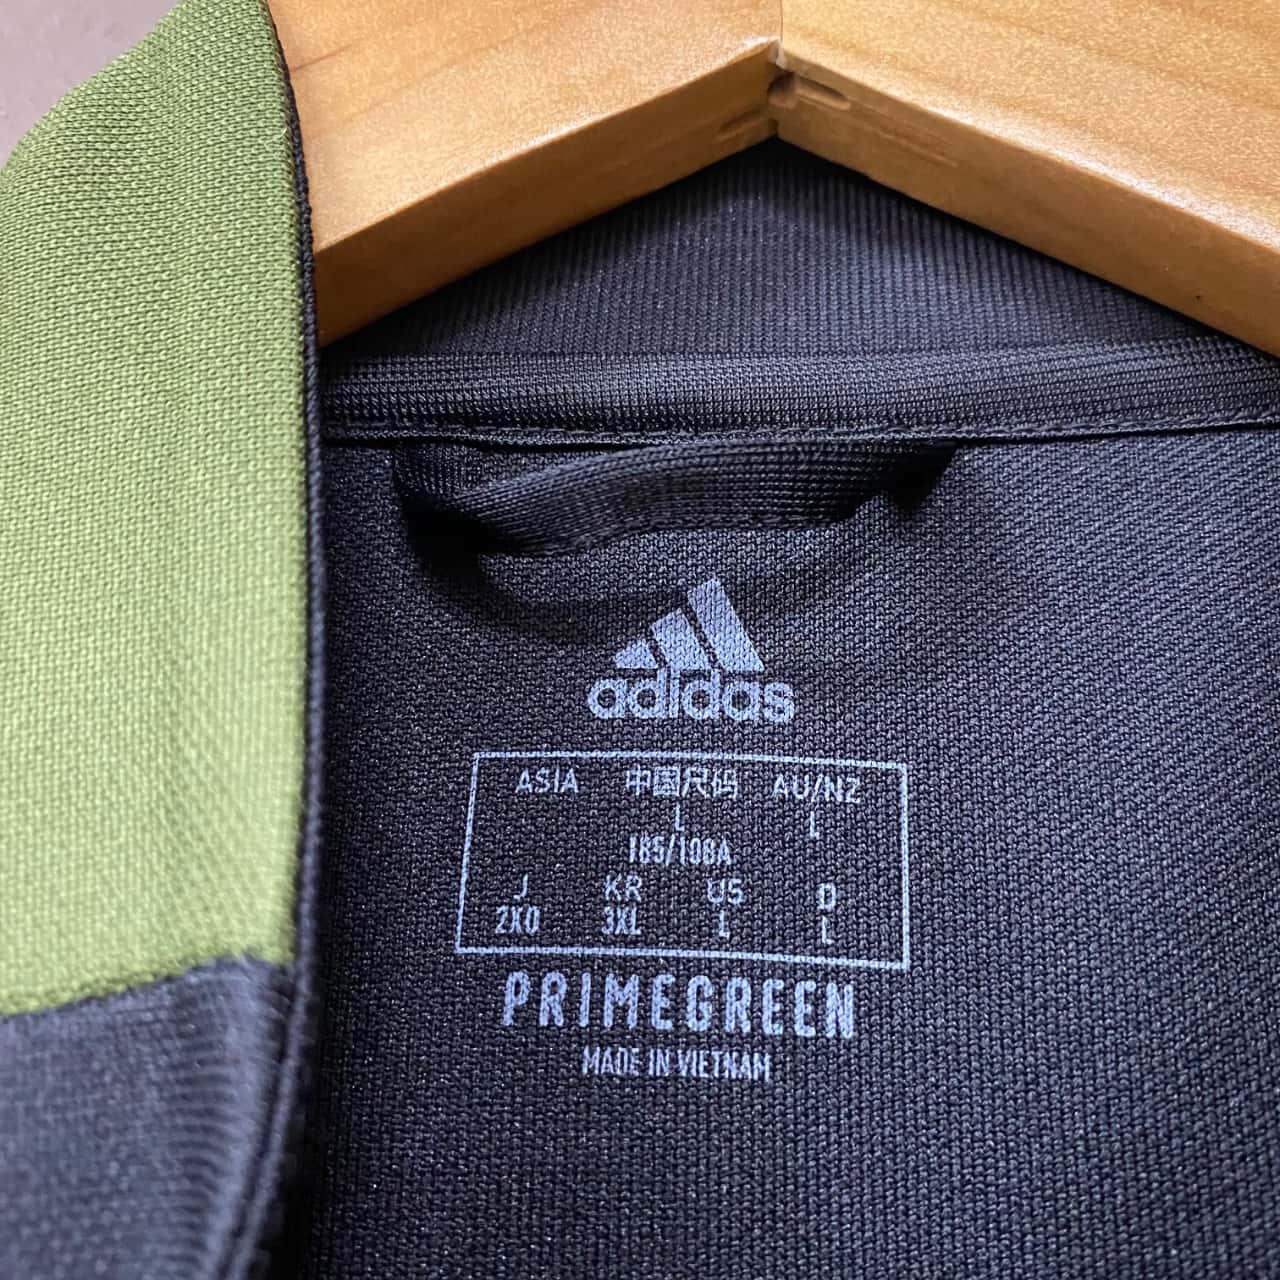 adidas
ASIA 中国尺码 AU/NZ
L L
185/108A
J KR US D
2XO 3XL L L
PRIMEGREEN
MADE IN VIETNAM